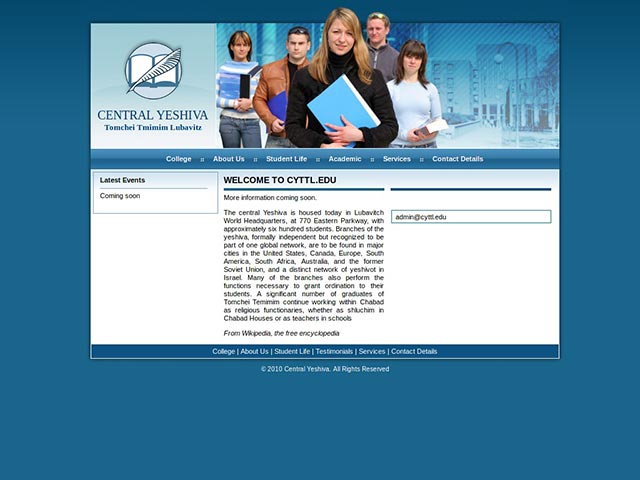 CENTRAL YESHIVA
Tomchei Tmimim Lubavitz
College :: About Us :: Student Life :: Academic :: Services :: Contact Details
Latest Events
Coming soon
WELCOME TO CYTTL.EDU
More information coming soon.
The central Yeshiva is housed today in Lubavitch
World Headquarters, at 770 Eastern Parkway, with
approximately six hundred students. Branches of the
yeshiva, formally independent but recognized to be
part of one global network, are to be found in major
cities in the United States, Canada, Europe, South
America, South Africa, Australia, and the former
Soviet Union, and a distinct network of yeshivot in
Israel. Many of the branches also perform the
functions necessary to grant ordination to their
students. A significant number of graduates of
Tomchei Temimim continue working within Chabad
as religious functionaries, whether as shluchim in
Chabad Houses or as teachers in schools
From Wikipedia, the free encyclopedia
admin@cyttl.edu
College | About Us | Student Life | Testimonials | Services | Contact Details
© 2010 Central Yeshiva. All Rights Reserved